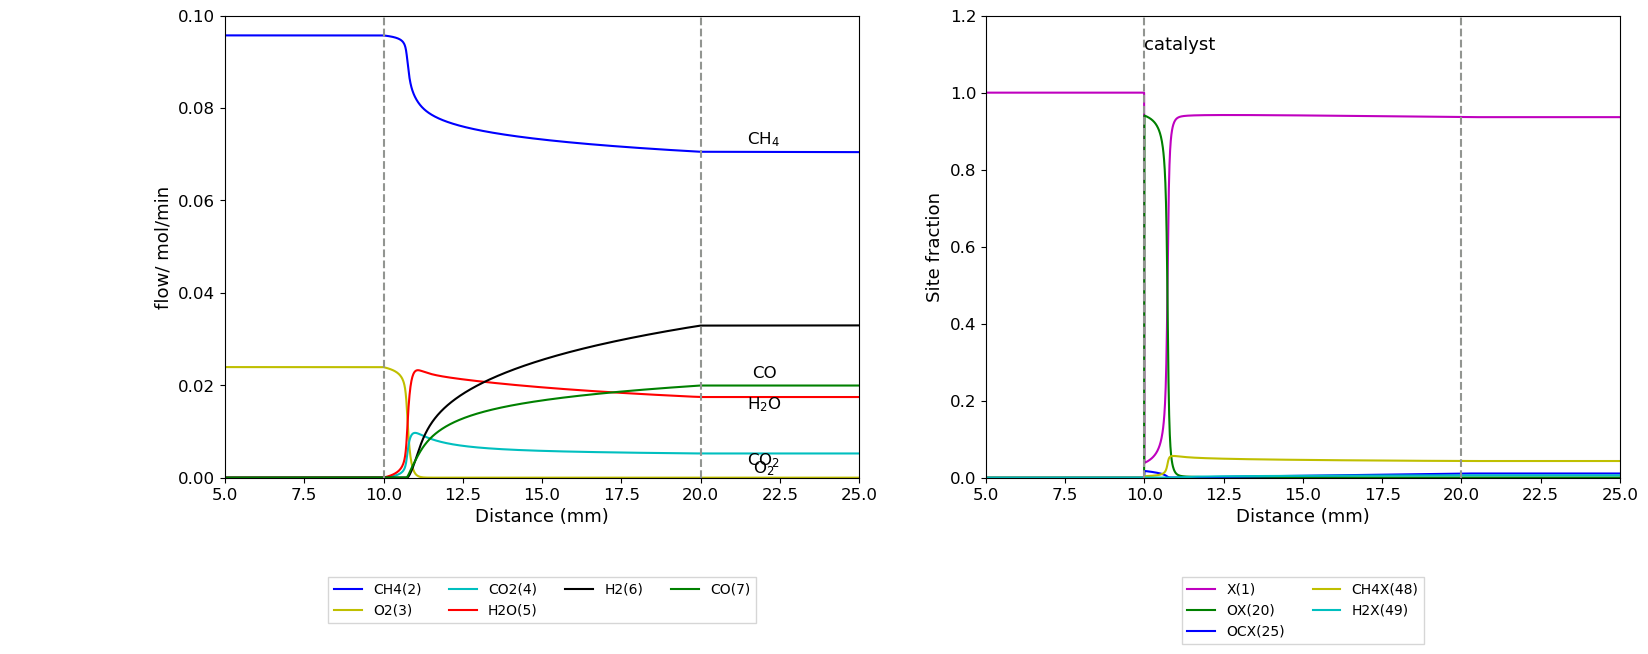 0.10
0.08
0.06
0.04
0.02
0.00
flow/ mol/min
CH₄
CO
H₂O
CO₂
O₂
5.0 7.5 10.0 12.5 15.0 17.5 20.0 22.5 25.0
Distance (mm)
CH4(2) CO2(4) H2(6) CO(7)
O2(3) H2O(5)
1.2
1.0
0.8
0.6
0.4
0.2
0.0
Site fraction
catalyst
5.0 7.5 10.0 12.5 15.0 17.5 20.0 22.5 25.0
Distance (mm)
X(1) CH4X(48)
OX(20) H2X(49)
OCX(25)